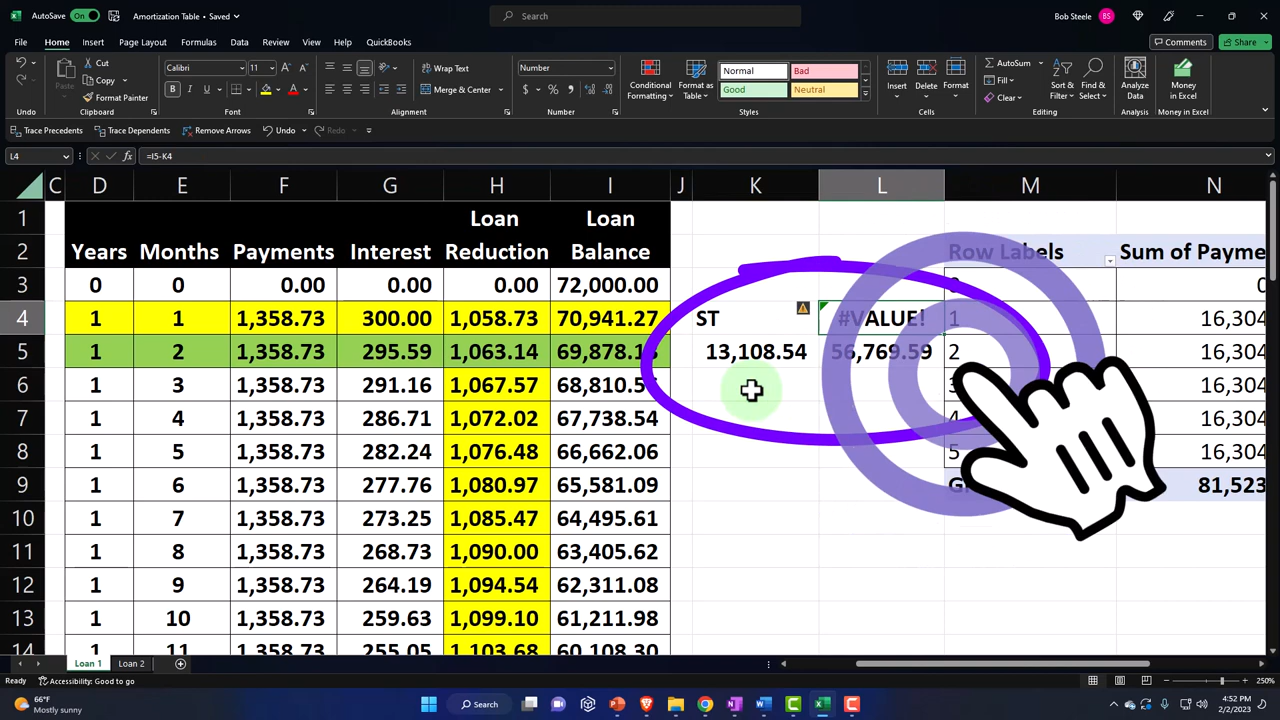 AutoSave On Amortization Table • Saved Search Bob Steele BS
File Home Insert Page Layout Formulas Data Review View Help QuickBooks Comments Share
Paste Cut Copy Format Painter
Calibri 11 B I U
Wrap Text Merge & Center
Number $ %
Conditional Formatting Format as Table Normal Bad Good Neutral
Insert Delete Format
AutoSum Fill Clear Sort & Filter Find & Select Analyze Data Money in Excel
Undo Clipboard Font Alignment Number Styles Cells Editing Analysis Money in Excel
Trace Precedents Trace Dependents Remove Arrows Undo Redo
L4 fx =I5-K4
C D E F G H I J K L M N
1 Loan Loan
2 Years Months Payments Interest Reduction Balance Row Labels Sum of Payme
3 0 0 0.00 0.00 0.00 72,000.00
4 1 1 1,358.73 300.00 1,058.73 70,941.27 ST #VALUE! 1 16,304
5 1 2 1,358.73 295.59 1,063.14 13,108.54 56,769.59 2 16,304
6 1 3 1,358.73 291.16 1,067.57 16,304
7 1 4 1,358.73 286.71 1,072.02 67,738.54 4 16,304
8 1 5 1,358.73 282.24 1,076.48 66,662.06 5 16,304
9 1 6 1,358.73 277.76 1,080.97 65,581.09 81,523
10 1 7 1,358.73 273.25 1,085.47 64,495.61
11 1 8 1,358.73 268.73 1,090.00 63,405.62
12 1 9 1,358.73 264.19 1,094.54 62,311.08
13 1 10 1,358.73 259.63 1,099.10 61,211.98
14 1 11 1,358.73 255.05 1,103.68 60,108.30
Loan 1 Loan 2
Ready Accessibility: Good to go 250%
66°F
Mostly sunny
Search
4:52 PM
2/2/2023